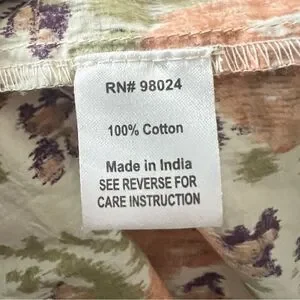 RN# 98024
100% Cotton
Made in India
SEE REVERSE FOR
CARE INSTRUCTION